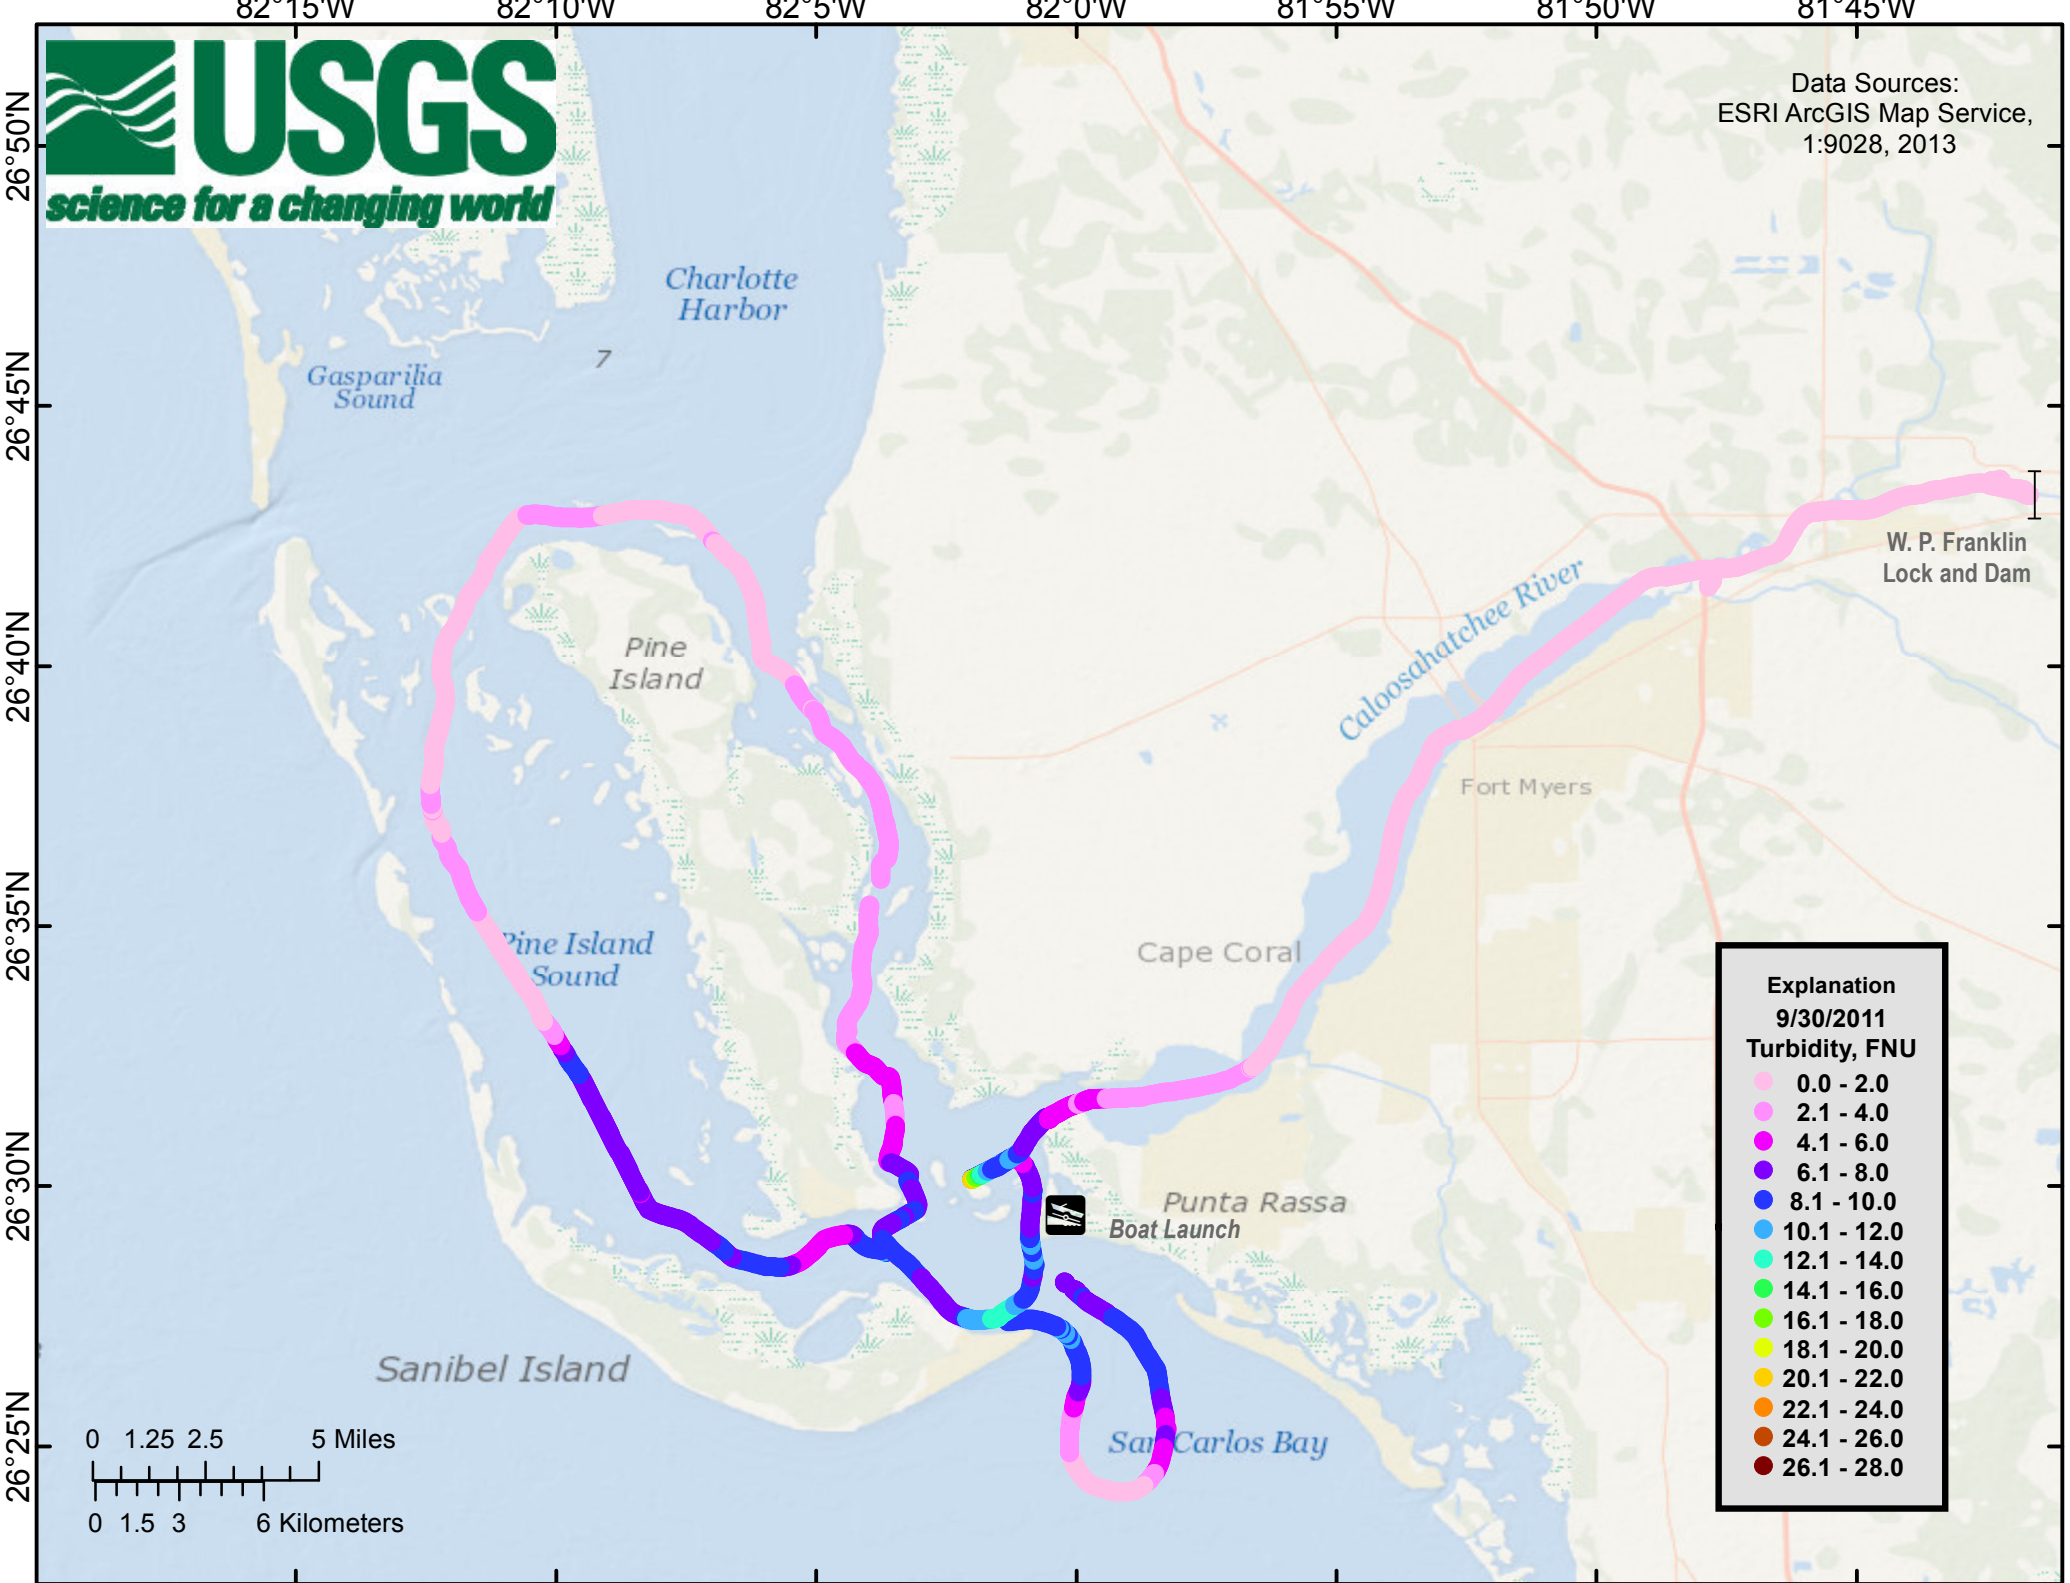 82°15'W 82°10'W 82°5'W 82°0'W 81°55'W 81°50'W 81°45'W
USGS
science for a changing world
Data Sources:
ESRI ArcGIS Map Service,
1:9028, 2013
26°50'N
26°45'N
26°40'N
26°35'N
26°30'N
26°25'N
Charlotte
Harbor
7
Gasparilia
Sound
W. P. Franklin
Lock and Dam
Caloosahatchee River
Pine
Island
Fort Myers
Pine Island
Sound
Cape Coral
Punta Rassa
Boat Launch
Sanibel Island
San Carlos Bay
Explanation
9/30/2011
Turbidity, FNU
0.0 - 2.0
2.1 - 4.0
4.1 - 6.0
6.1 - 8.0
8.1 - 10.0
10.1 - 12.0
12.1 - 14.0
14.1 - 16.0
16.1 - 18.0
18.1 - 20.0
20.1 - 22.0
22.1 - 24.0
24.1 - 26.0
26.1 - 28.0
0 1.25 2.5 5 Miles
0 1.5 3 6 Kilometers